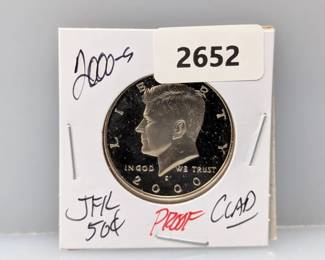 2000-S
2652
LIBERTY
IN GOD WE TRUST
S
2000
JFK
50¢
PROOF
CLAD